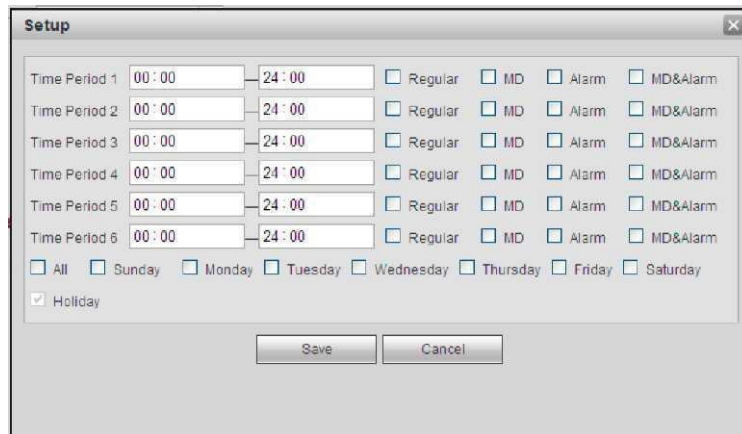 Setup
Time Period 1 00:00 — 24:00 Regular MD Alarm MD&Alarm
Time Period 2 00:00 — 24:00 Regular MD Alarm MD&Alarm
Time Period 3 00:00 — 24:00 Regular MD Alarm MD&Alarm
Time Period 4 00:00 — 24:00 Regular MD Alarm MD&Alarm
Time Period 5 00:00 — 24:00 Regular MD Alarm MD&Alarm
Time Period 6 00:00 — 24:00 Regular MD Alarm MD&Alarm
All Sunday Monday Tuesday Wednesday Thursday Friday Saturday
Holiday
Save Cancel